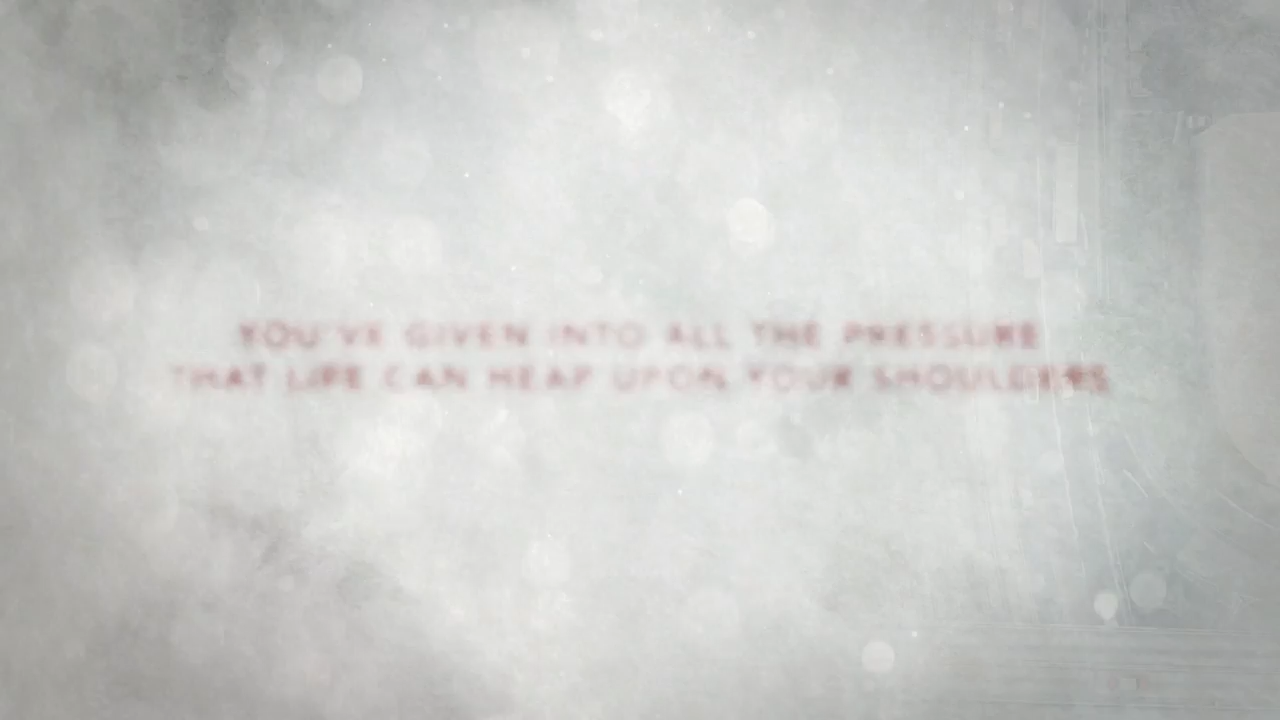 YOU'VE GIVEN INTO ALL THE PRESSURE
THAT LIFE CAN HEAP UPON YOUR SHOULDERS